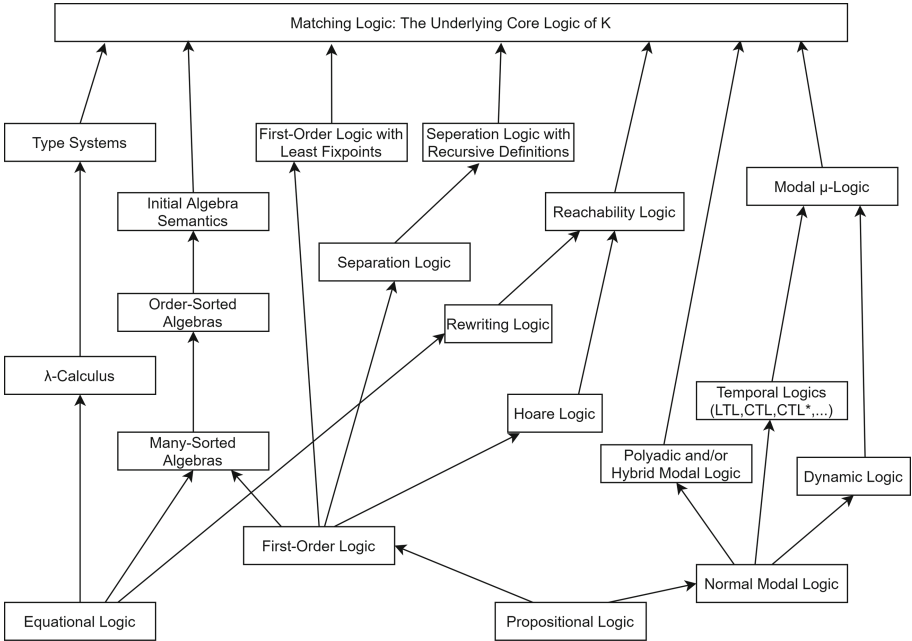 Matching Logic: The Underlying Core Logic of K
Type Systems
First-Order Logic with
Least Fixpoints
Seperation Logic with
Recursive Definitions
Modal μ-Logic
Initial Algebra
Semantics
Reachability Logic
Separation Logic
Order-Sorted
Algebras
Rewriting Logic
λ-Calculus
Temporal Logics
(LTL,CTL,CTL*,...)
Hoare Logic
Many-Sorted
Algebras
Polyadic and/or
Hybrid Modal Logic
Dynamic Logic
First-Order Logic
Normal Modal Logic
Equational Logic
Propositional Logic